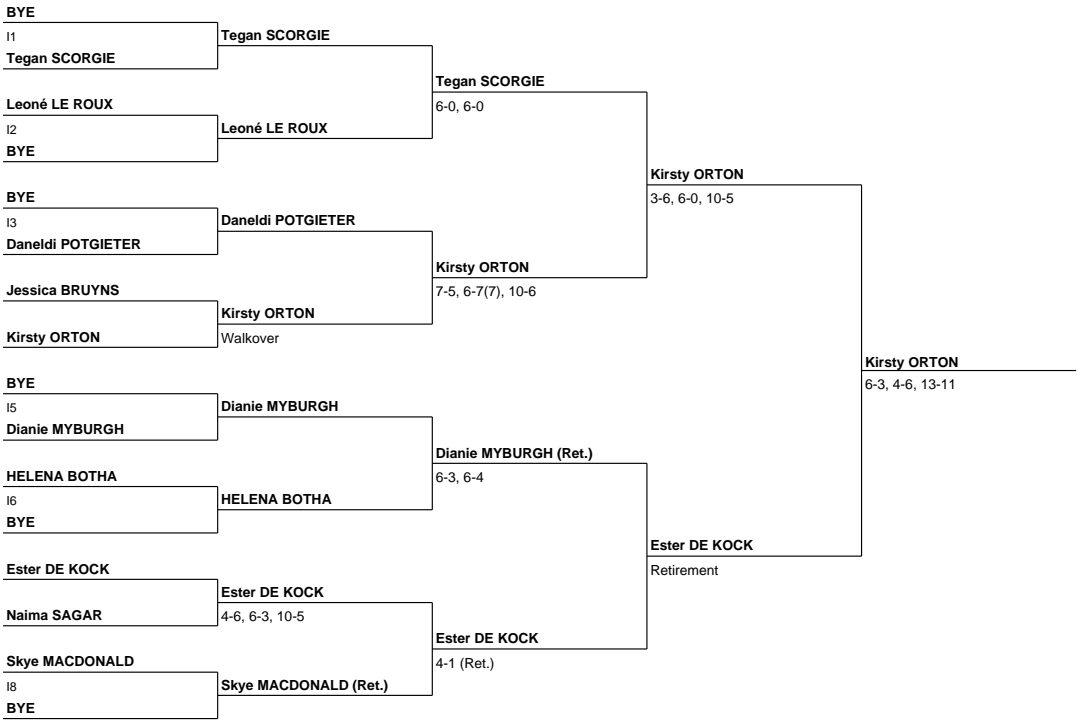 BYE
I1
Tegan SCORGIE
Leoné LE ROUX
I2
BYE
BYE
I3
Daneldi POTGIETER
Jessica BRUYNS
Kirsty ORTON
BYE
I5
Dianie MYBURGH
HELENA BOTHA
I6
BYE
Ester DE KOCK
Naima SAGAR
Skye MACDONALD
I8
BYE
Tegan SCORGIE
Leoné LE ROUX
Daneldi POTGIETER
Kirsty ORTON
Walkover
Dianie MYBURGH
HELENA BOTHA
Ester DE KOCK
4-6, 6-3, 10-5
Skye MACDONALD (Ret.)
Tegan SCORGIE
6-0, 6-0
Kirsty ORTON
7-5, 6-7(7), 10-6
Dianie MYBURGH (Ret.)
6-3, 6-4
Ester DE KOCK
4-1 (Ret.)
Kirsty ORTON
3-6, 6-0, 10-5
Ester DE KOCK
Retirement
Kirsty ORTON
6-3, 4-6, 13-11